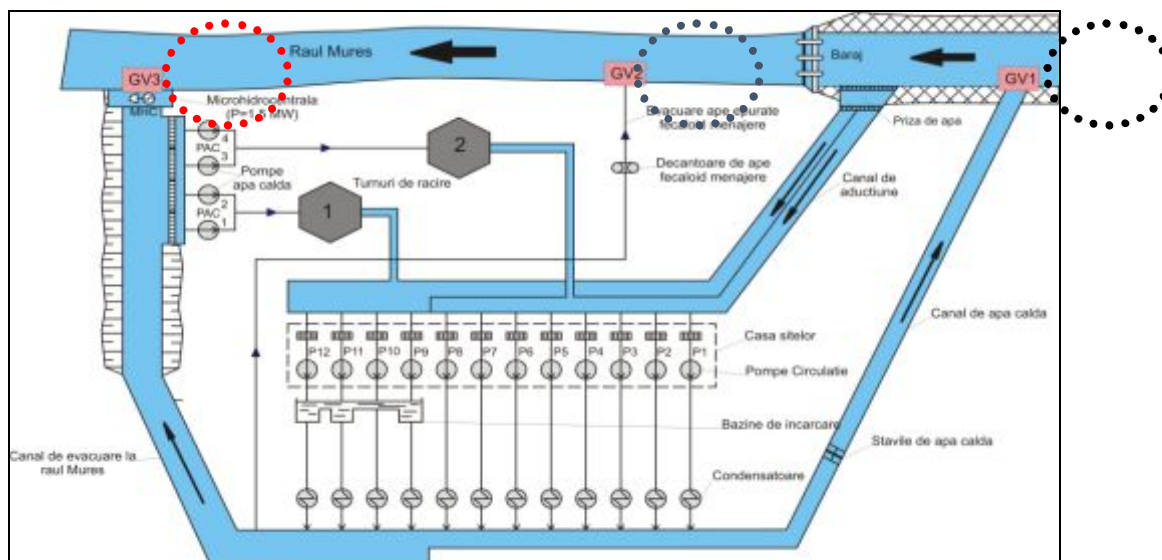 Raul Mures
Baraj
GV3
GV2
GV1
MHC
Microhidrocentrala
(P=1,5 MW)
Evacuare ape epurate
fecaloid menajere
Priza de apa
4
PAC
3
Pompe
apa calda
2
PAC
1
2
Turnuri de racire
1
Decantoare de ape
fecaloid menajere
Canal de
aductiune
Canal de apa calda
Casa sitelor
P12 P11 P10 P9 P8 P7 P6 P5 P4 P3 P2 P1
Pompe Circulatie
Bazine de incarcare
Stavile de apa calda
Canal de evacuare la
raul Mures
Condensatoare